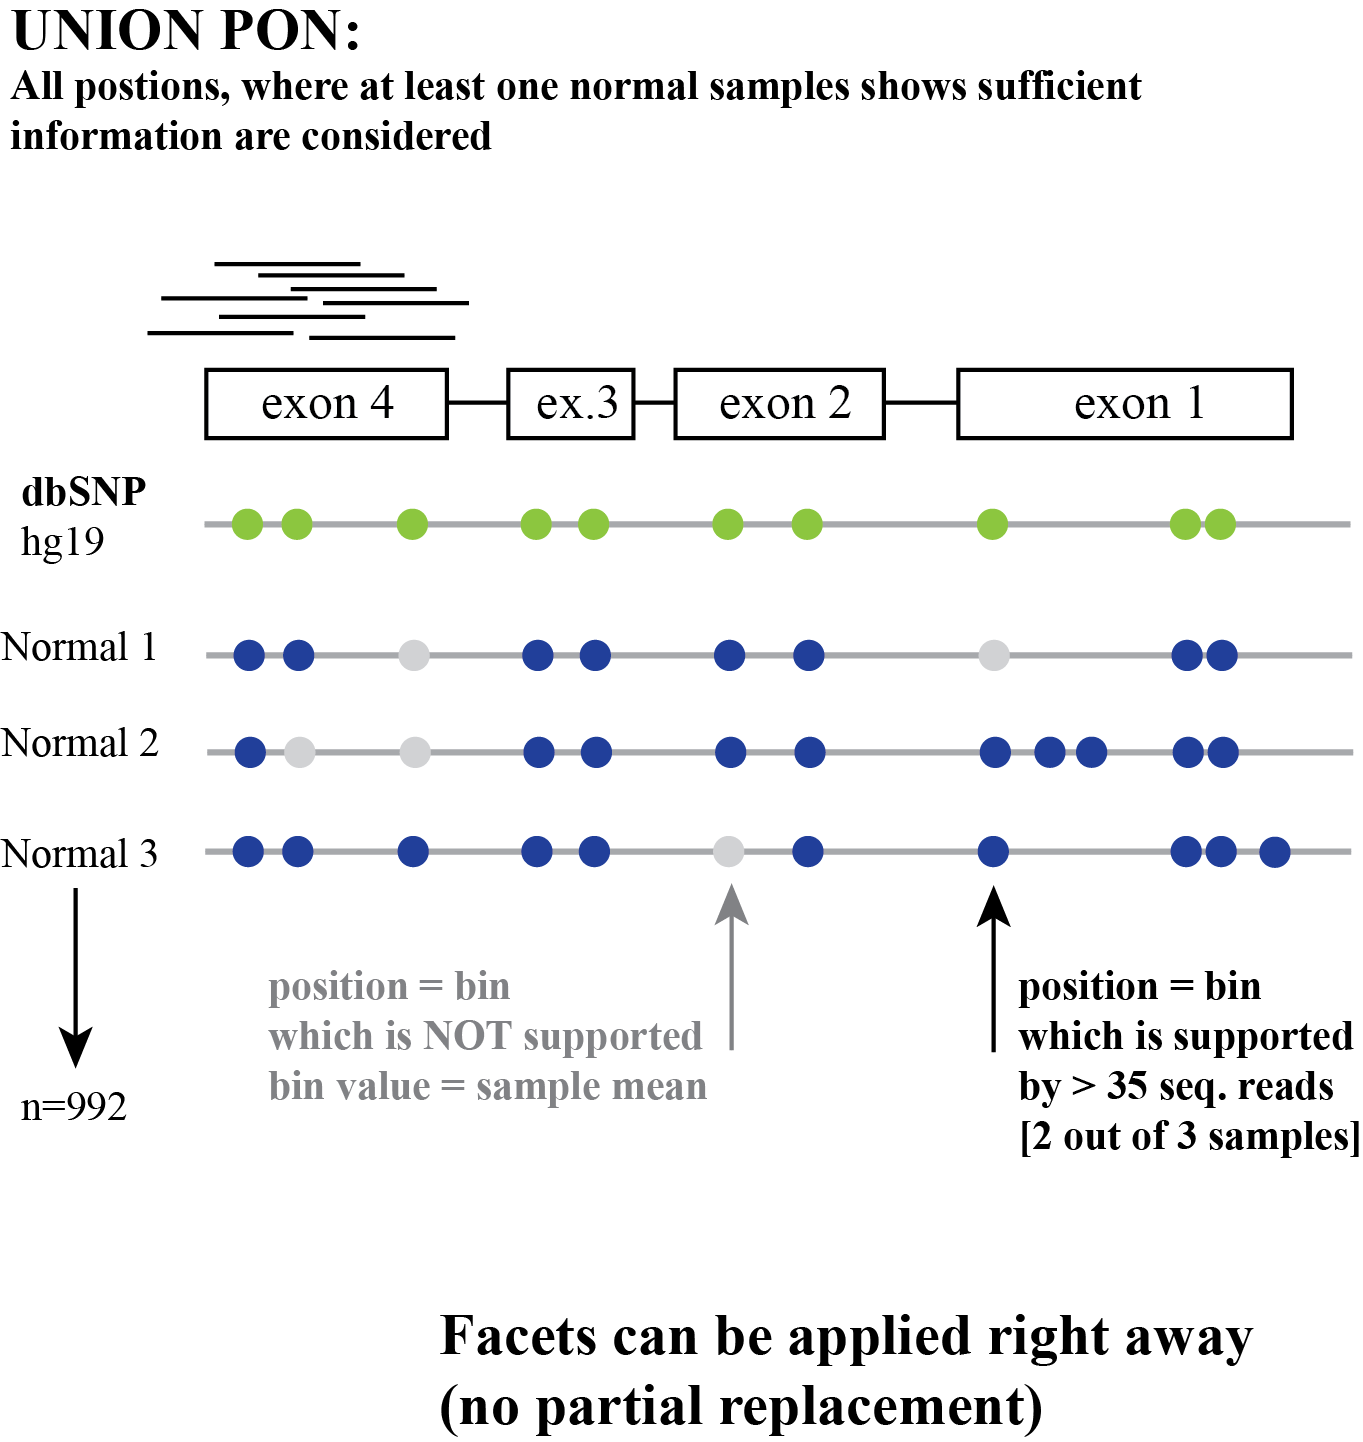 UNION PON:
All postions, where at least one normal samples shows sufficient
information are considered
exon 4
ex.3
exon 2
exon 1
dbSNP
hg19
Normal 1
Normal 2
Normal 3
n=992
position = bin
which is NOT supported
bin value = sample mean
position = bin
which is supported
by > 35 seq. reads
[2 out of 3 samples]
Facets can be applied right away
(no partial replacement)